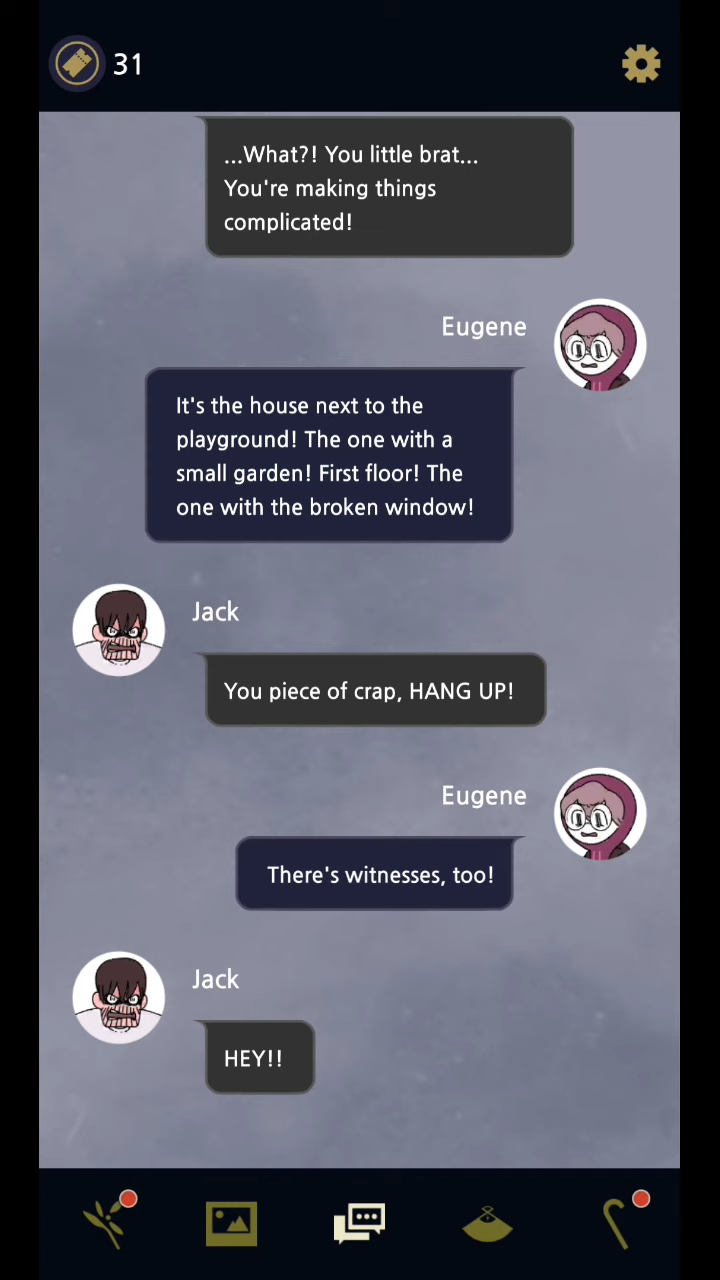 31
...What?! You little brat...
You're making things
complicated!
Eugene
It's the house next to the
playground! The one with a
small garden! First floor! The
one with the broken window!
Jack
You piece of crap, HANG UP!
Eugene
There's witnesses, too!
Jack
HEY!!